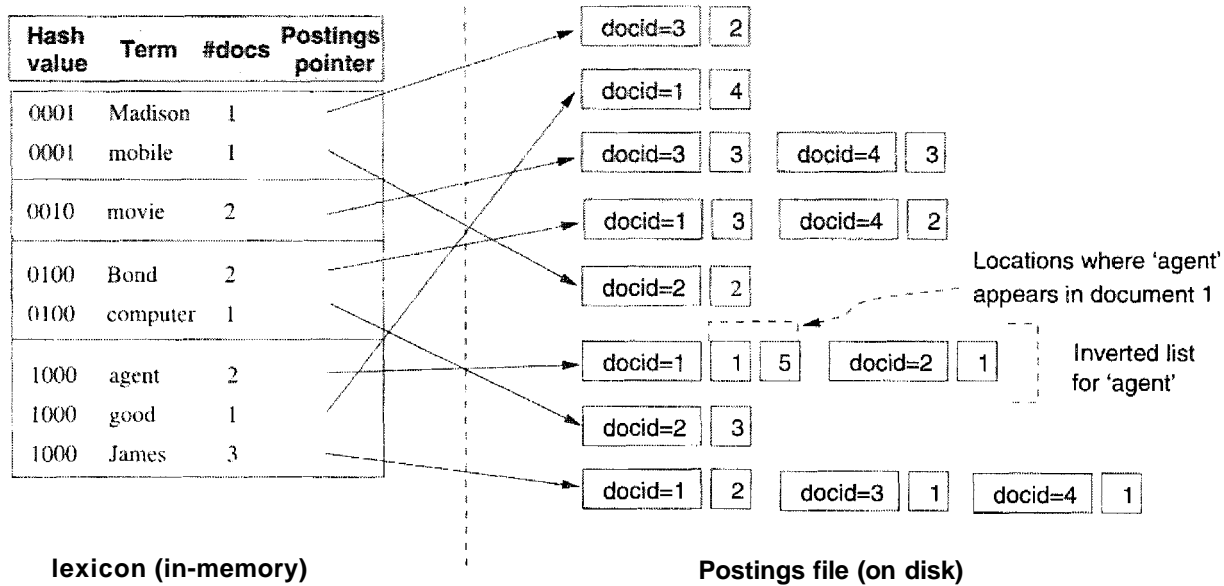 Hash value Term #docs Postings pointer
0001 Madison 1
0001 mobile 1
0010 movie 2
0100 Bond 2
0100 computer 1
1000 agent 2
1000 good 1
1000 James 3
lexicon (in-memory)
docid=3 2
docid=1 4
docid=3 3 docid=4 3
docid=1 3 docid=4 2
docid=2 2
Locations where 'agent'
appears in document 1
docid=1 1 5 docid=2 1
Inverted list
for 'agent'
docid=2 3
docid=1 2 docid=3 1 docid=4 1
Postings file (on disk)